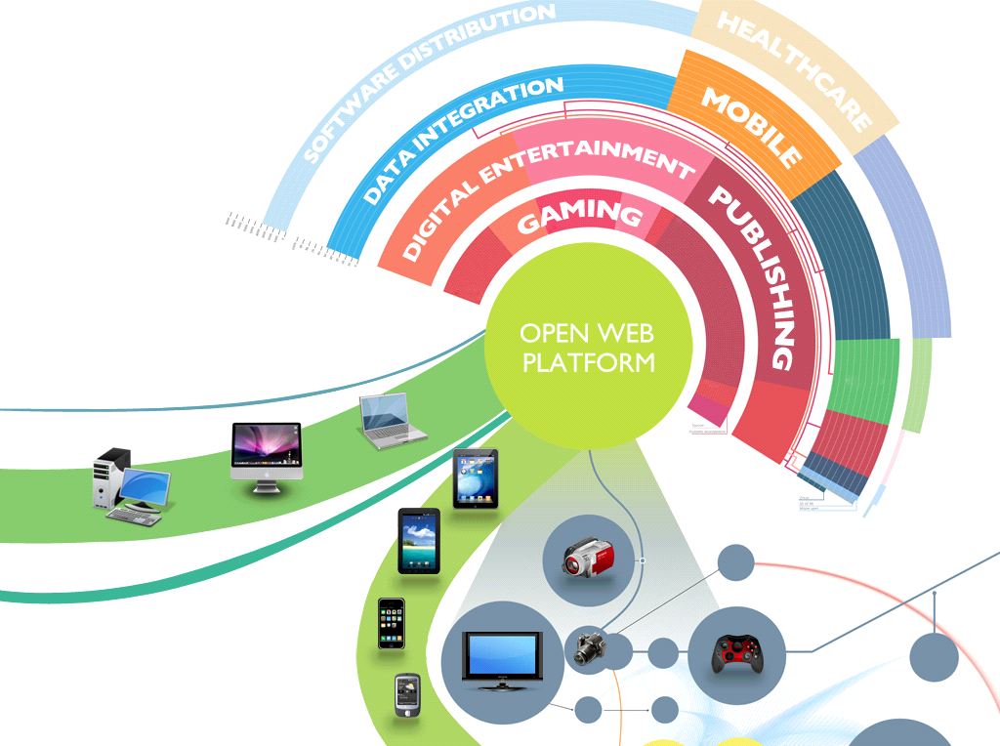 SOFTWARE DISTRIBUTION
HEALTHCARE
DATA INTEGRATION
MOBILE
DIGITAL ENTERTAINMENT
PUBLISHING
GAMING
OPEN WEB
PLATFORM